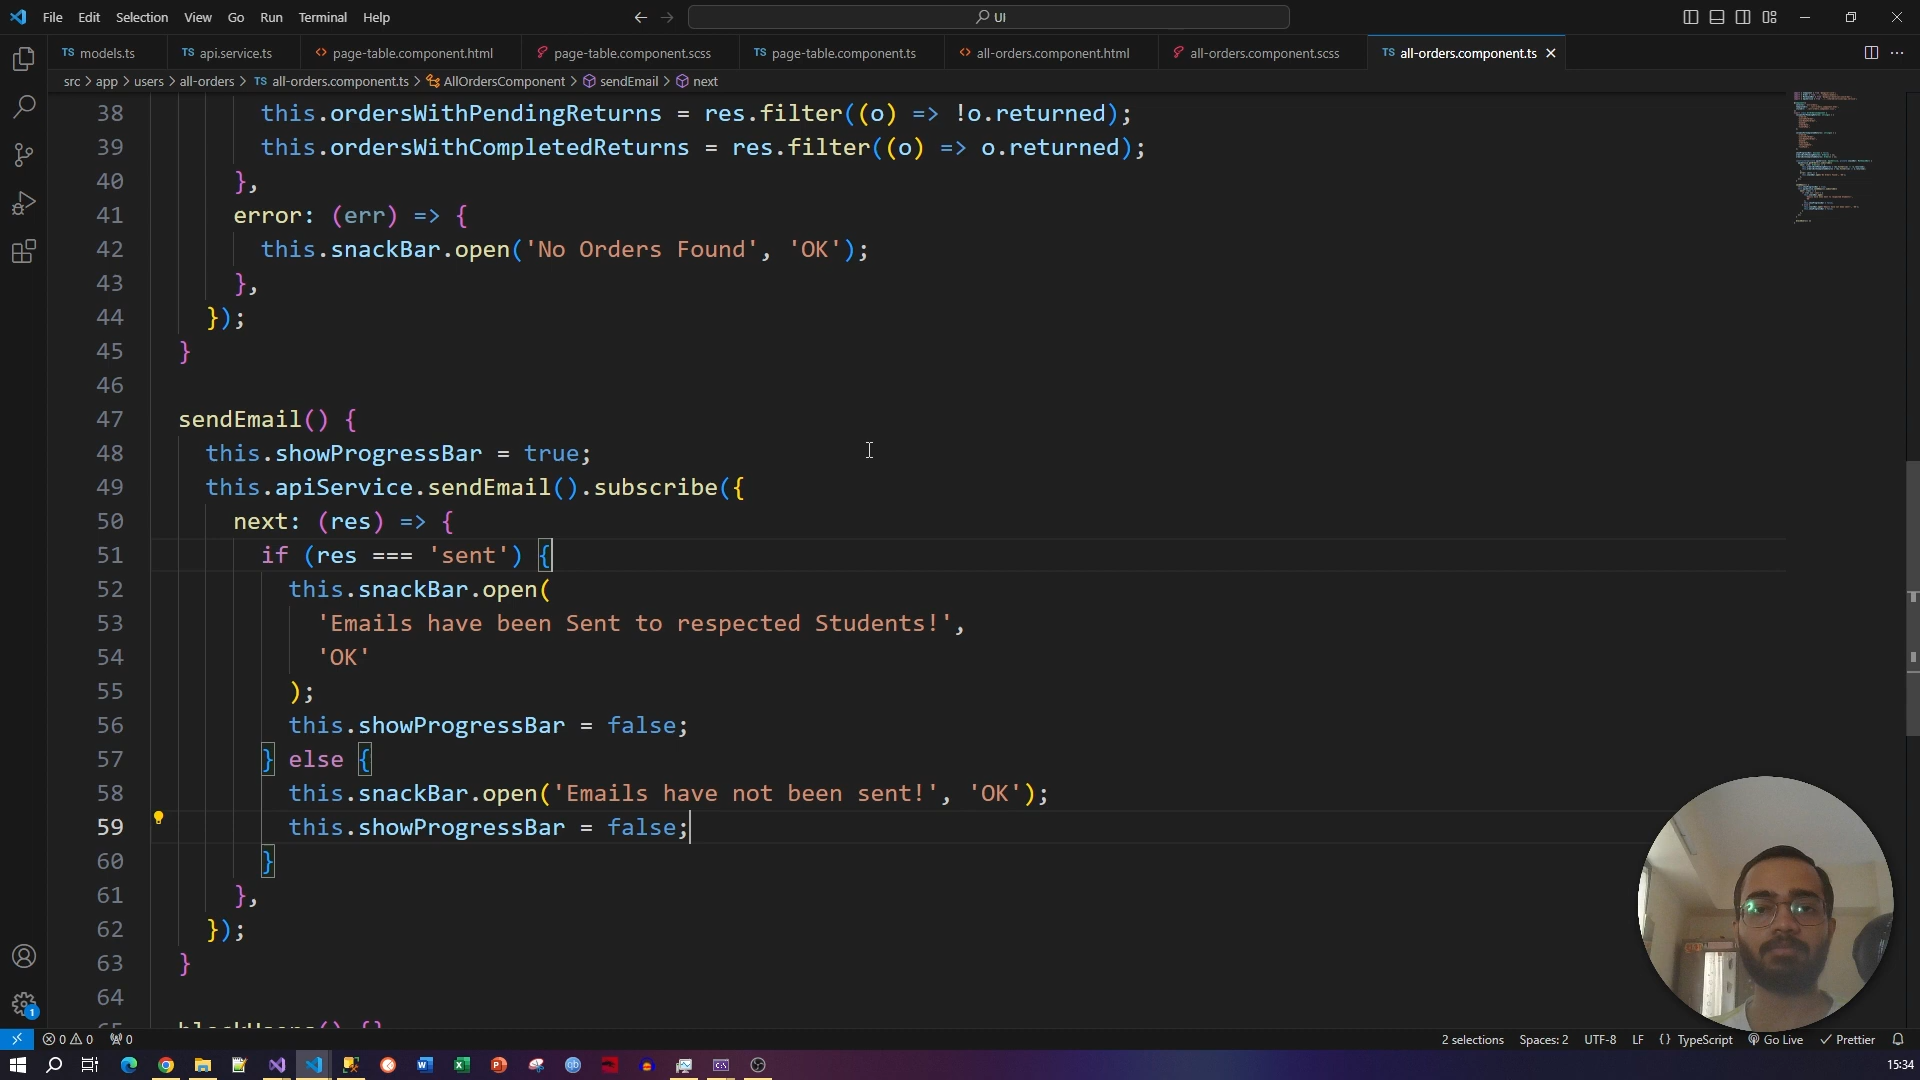 File Edit Selection View Go Run Terminal Help
UI
TS models.ts
TS api.service.ts
<> page-table.component.html
page-table.component.scss
TS page-table.component.ts
<> all-orders.component.html
all-orders.component.scss
TS all-orders.component.ts
src > app > users > all-orders > TS all-orders.component.ts > AllOrdersComponent > sendEmail > next
38 this.ordersWithPendingReturns = res.filter((o) => !o.returned);
39 this.ordersWithCompletedReturns = res.filter((o) => o.returned);
40 },
41 error: (err) => {
42 this.snackBar.open('No Orders Found', 'OK');
43 },
44 });
45 }
46
47 sendEmail() {
48 this.showProgressBar = true;
49 this.apiService.sendEmail().subscribe({
50 next: (res) => {
51 if (res === 'sent') {
52 this.snackBar.open(
53 'Emails have been Sent to respected Students!',
54 'OK'
55 );
56 this.showProgressBar = false;
57 } else {
58 this.snackBar.open('Emails have not been sent!', 'OK');
59 this.showProgressBar = false;
60 }
61 },
62 });
63 }
64
1
0 0 0
2 selections Spaces: 2 UTF-8 LF {} TypeScript Go Live Prettier
15:34